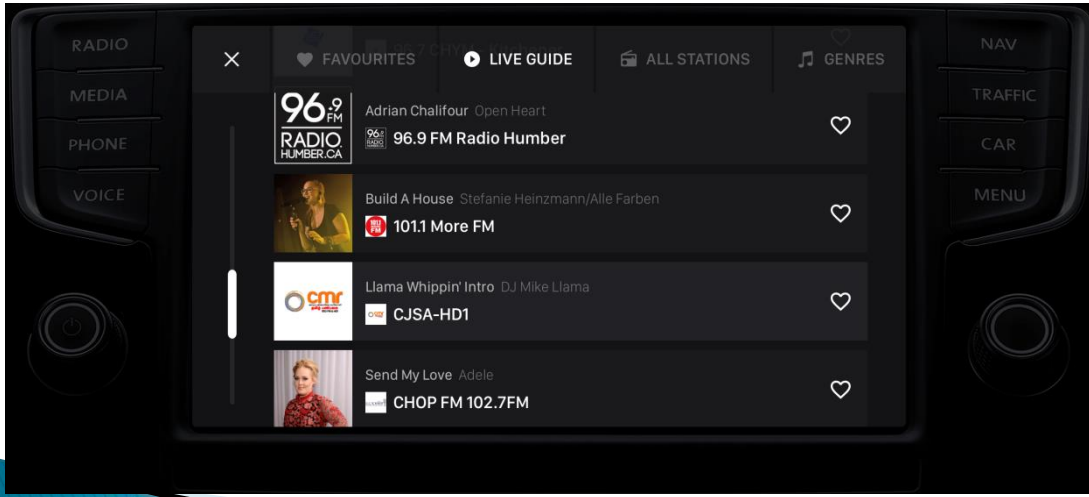 RADIO
MEDIA
PHONE
VOICE
NAV
TRAFFIC
CAR
MENU
FAVOURITES
LIVE GUIDE
ALL STATIONS
GENRES
96.9 FM
RADIO.
HUMBER.CA
Adrian Chalifour Open Heart
96.9 FM Radio Humber
Build A House Stefanie Heinzmann/Alle Farben
101.1 More FM
cmr
Llama Whippin' Intro DJ Mike Llama
CJSA-HD1
Send My Love Adele
CHOP FM 102.7FM